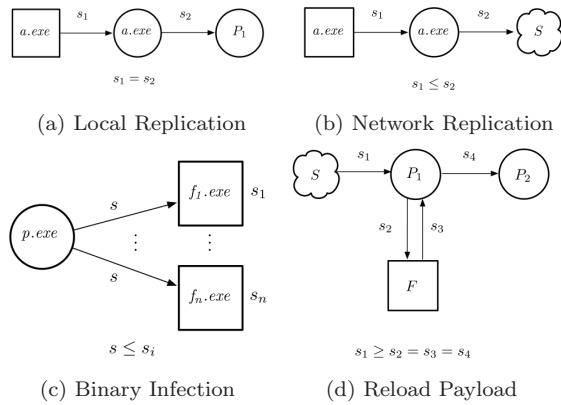 a.exe s₁ a.exe s₂ P₁
s₁ = s₂
(a) Local Replication
a.exe s₁ a.exe s₂ S
s₁ ≤ s₂
(b) Network Replication
p.exe s f₁.exe s₁
⋮ ⋮
s fₙ.exe sₙ
s ≤ sᵢ
(c) Binary Infection
S s₁ P₁ s₄ P₂
s₂ s₃
F
s₁ ≥ s₂ = s₃ = s₄
(d) Reload Payload